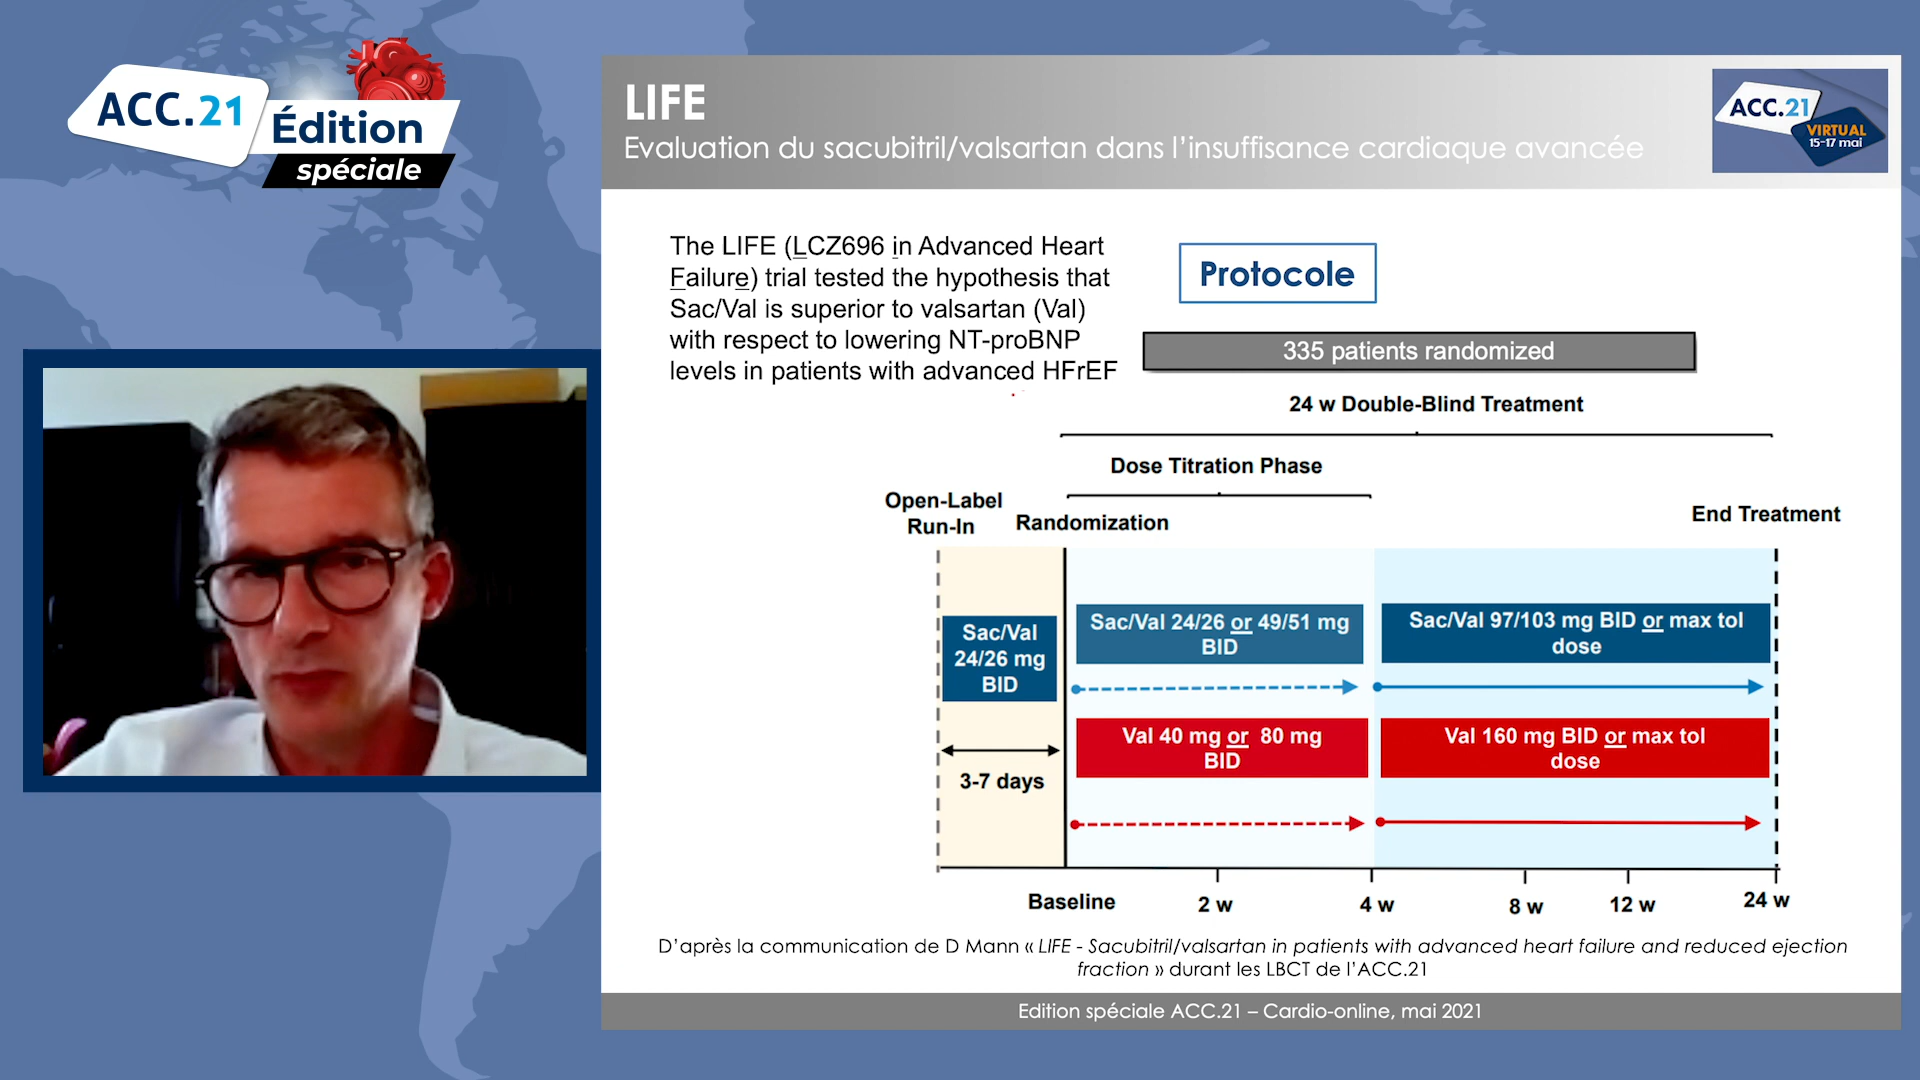 ACC.21
Édition
spéciale
LIFE
Evaluation du sacubitril/valsartan dans l'insuffisance cardiaque avancée
ACC.21
VIRTUAL
15-17 mai
The LIFE (LCZ696 in Advanced Heart
Failure) trial tested the hypothesis that
Sac/Val is superior to valsartan (Val)
with respect to lowering NT-proBNP
levels in patients with advanced HFrEF
Protocole
335 patients randomized
24 w Double-Blind Treatment
Dose Titration Phase
Open-Label
Run-In
Randomization
End Treatment
Sac/Val
24/26 mg
BID
Sac/Val 24/26 or 49/51 mg
BID
Sac/Val 97/103 mg BID or max tol
dose
Val 40 mg or 80 mg
BID
Val 160 mg BID or max tol
dose
3-7 days
Baseline
2 w
4 w
8 w
12 w
24 w
D'après la communication de D Mann « LIFE - Sacubitril/valsartan in patients with advanced heart failure and reduced ejection
fraction » durant les LBCT de l'ACC.21
Edition spéciale ACC.21 – Cardio-online, mai 2021